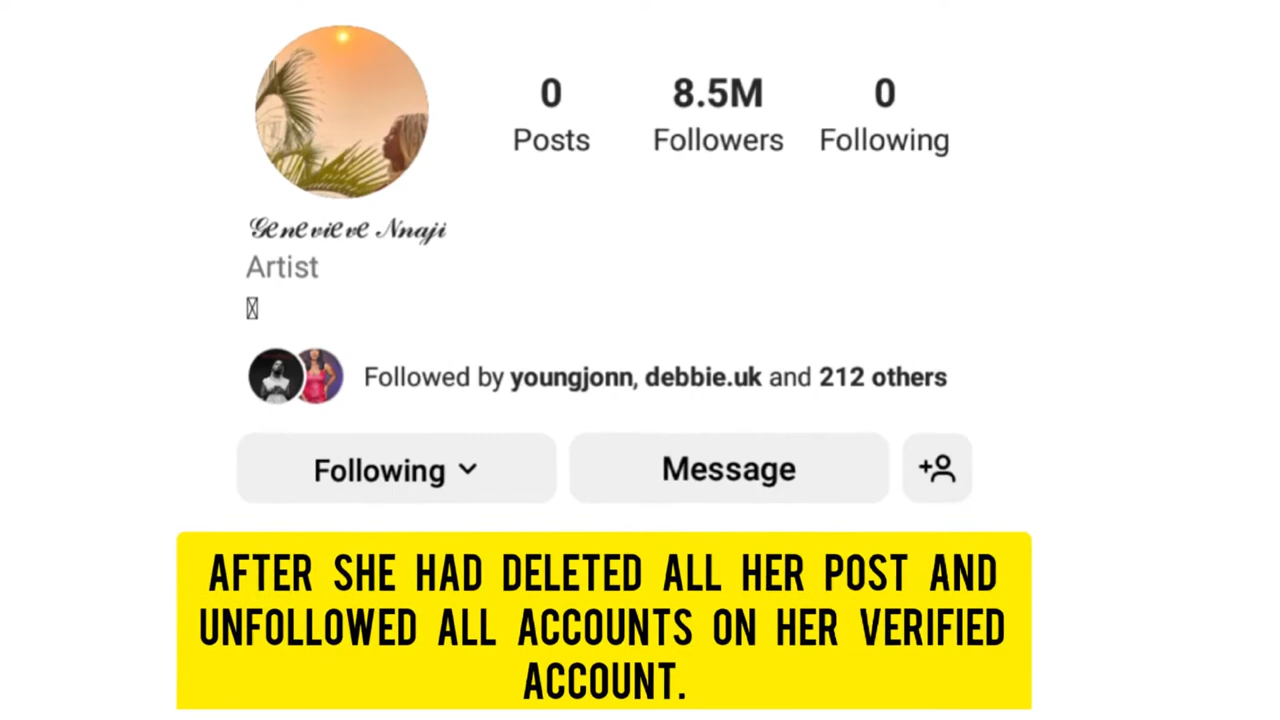 0 8.5M 0
Posts Followers Following
𝒢𝑒𝓃𝑒𝓋𝒾𝑒𝓋𝑒 𝒩𝓃𝒶𝒿𝒾
Artist
Followed by youngjonn, debbie.uk and 212 others
Following Message
AFTER SHE HAD DELETED ALL HER POST AND
UNFOLLOWED ALL ACCOUNTS ON HER VERIFIED
ACCOUNT.